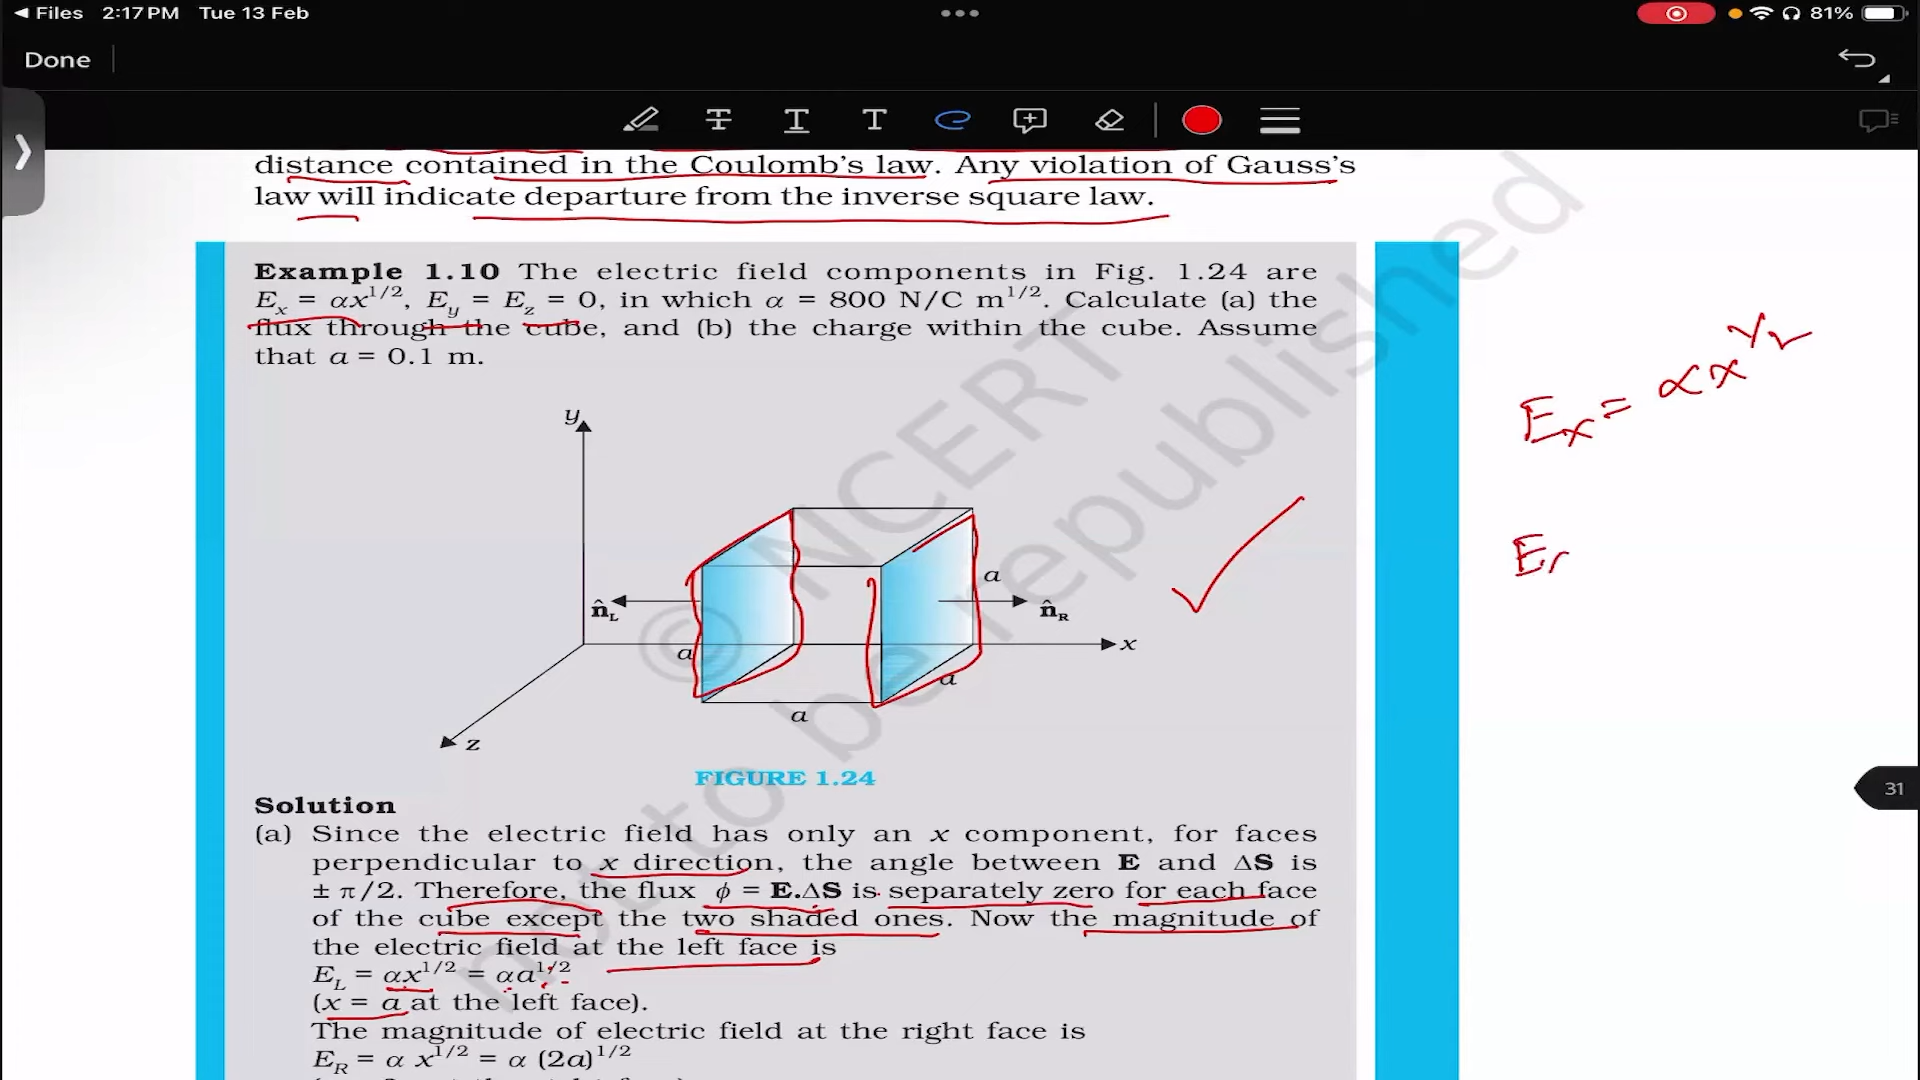 Files 2:17 PM Tue 13 Feb 81%
Done
distance contained in the Coulomb's law. Any violation of Gauss's
law will indicate departure from the inverse square law.
Example 1.10 The electric field components in Fig. 1.24 are
Eₓ = αx^1/2, E_y = E_z = 0, in which α = 800 N/C m^1/2. Calculate (a) the
flux through the cube, and (b) the charge within the cube. Assume
that a = 0.1 m.
y
a
n̂_L
n̂_R
a
x
a
a
z
FIGURE 1.24
Solution
(a) Since the electric field has only an x component, for faces
perpendicular to x direction, the angle between E and ΔS is
± π/2. Therefore, the flux ϕ = E.ΔS is separately zero for each face
of the cube except the two shaded ones. Now the magnitude of
the electric field at the left face is
E_L = αx^1/2 = αa^1/2
(x = a at the left face).
The magnitude of electric field at the right face is
E_R = α x^1/2 = α (2a)^1/2
Eₓ = αx^1/2
31
© NCERT
not to be republished